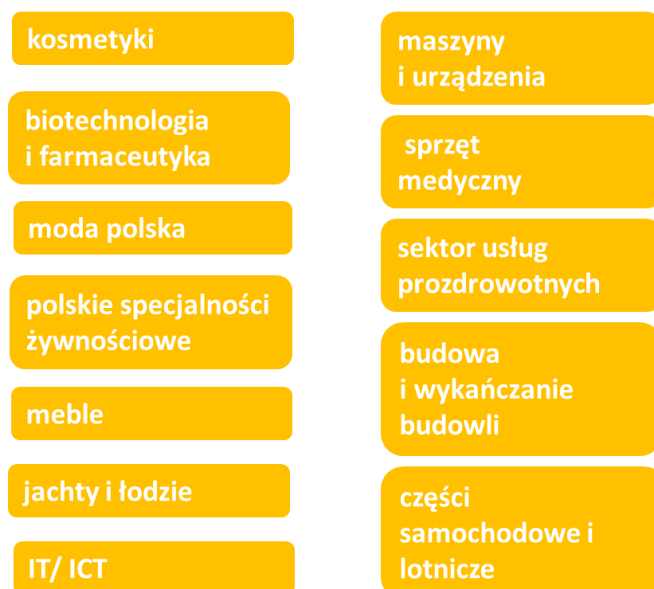 kosmetyki
biotechnologia
i farmaceutyka
moda polska
polskie specjalności
żywnościowe
meble
jachty i łodzie
IT/ ICT
maszyny
i urządzenia
sprzęt
medyczny
sektor usług
prozdrowotnych
budowa
i wykańczanie
budowli
części
samochodowe i
lotnicze